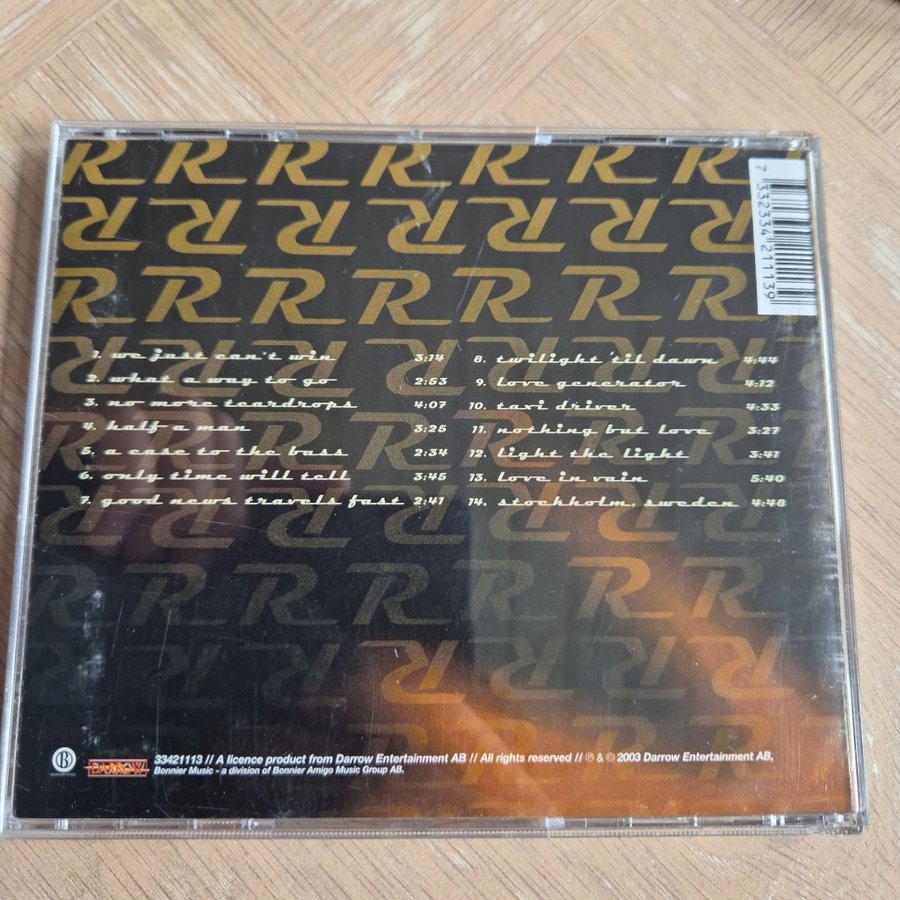 R R R R R R R R
R R R R R R R
R R R R R R R
7 332334 211139
1. we just can't win 3:14
2. what a way to go 2:53
3. no more teardrops 4:07
4. half a man 3:25
5. a case to the bass 2:34
6. only time will tell 3:45
7. good news travels fast 2:41
8. twilight 'til dawn 4:44
9. love generator 4:12
10. taxi driver 4:33
11. nothing but love 3:27
12. light the light 3:41
13. love in vain 5:40
14. stockholm, sweden 4:48
B
DARROW
33421113 // A licence product from Darrow Entertainment AB // All rights reserved // ℗ & © 2003 Darrow Entertainment AB,
Bonnier Music - a division of Bonnier Amigo Music Group AB.